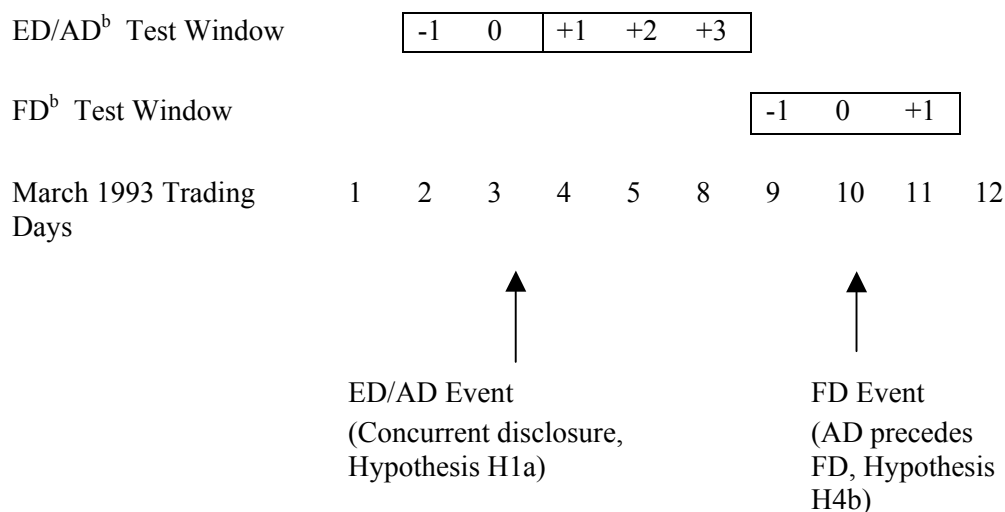 ED/ADb Test Window -1 0 +1 +2 +3
FDb Test Window -1 0 +1
March 1993 Trading 1 2 3 4 5 8 9 10 11 12
Days
ED/AD Event FD Event
(Concurrent disclosure, (AD precedes
Hypothesis H1a) FD, Hypothesis
H4b)